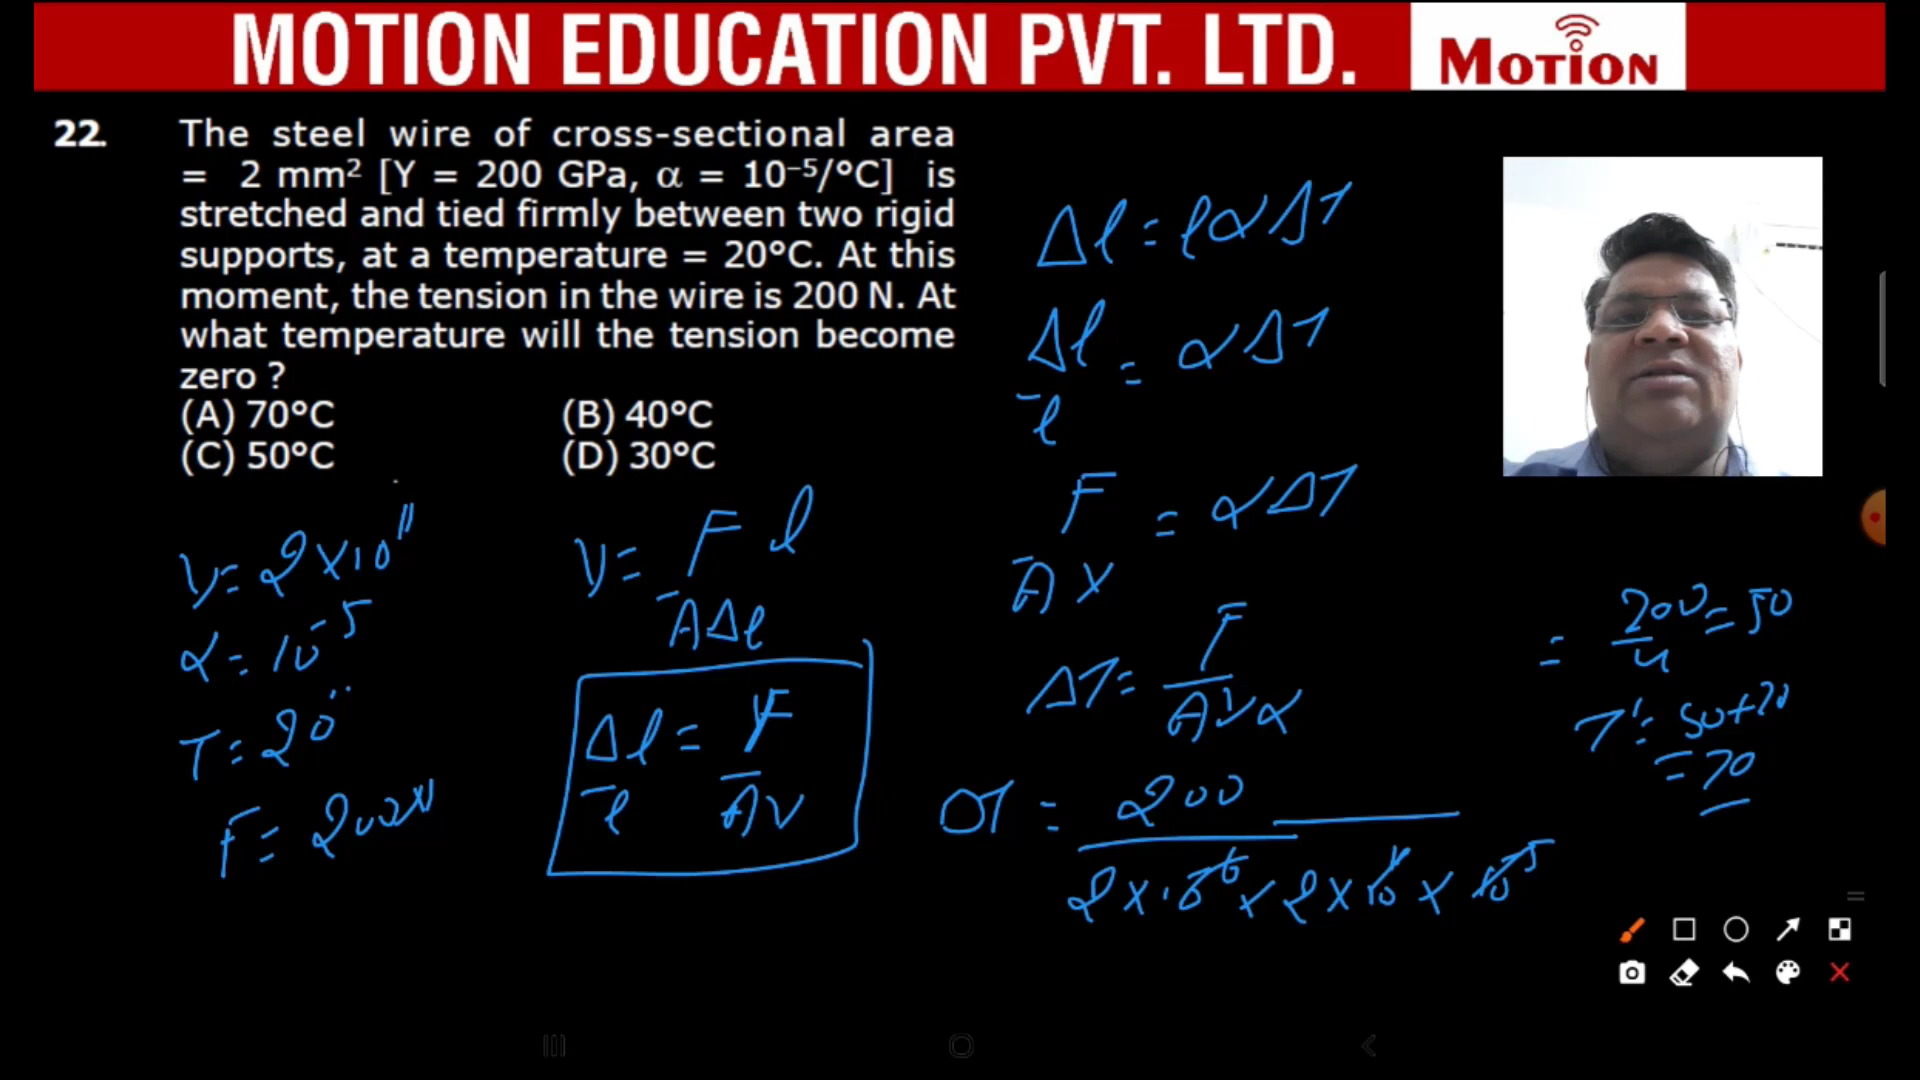 MOTION EDUCATION PVT. LTD.
MOTION
22. The steel wire of cross-sectional area
= 2 mm² [Y = 200 GPa, α = 10⁻⁵/°C] is
stretched and tied firmly between two rigid
supports, at a temperature = 20°C. At this
moment, the tension in the wire is 200 N. At
what temperature will the tension become
zero ?
(A) 70°C (B) 40°C
(C) 50°C (D) 30°C
Δl = lαΔT
Δl/l = αΔT
F/AY = αΔT
ΔT = F/AYα
ΔT = 200/2×10⁻⁶×2×10¹¹×10⁻⁵
= 200/4 = 50
T' = 50+20
= 70
Y = 2×10¹¹
α = 10⁻⁵
T = 20°
F = 200N
Y = Fl/AΔl
Δl/l = F/AY